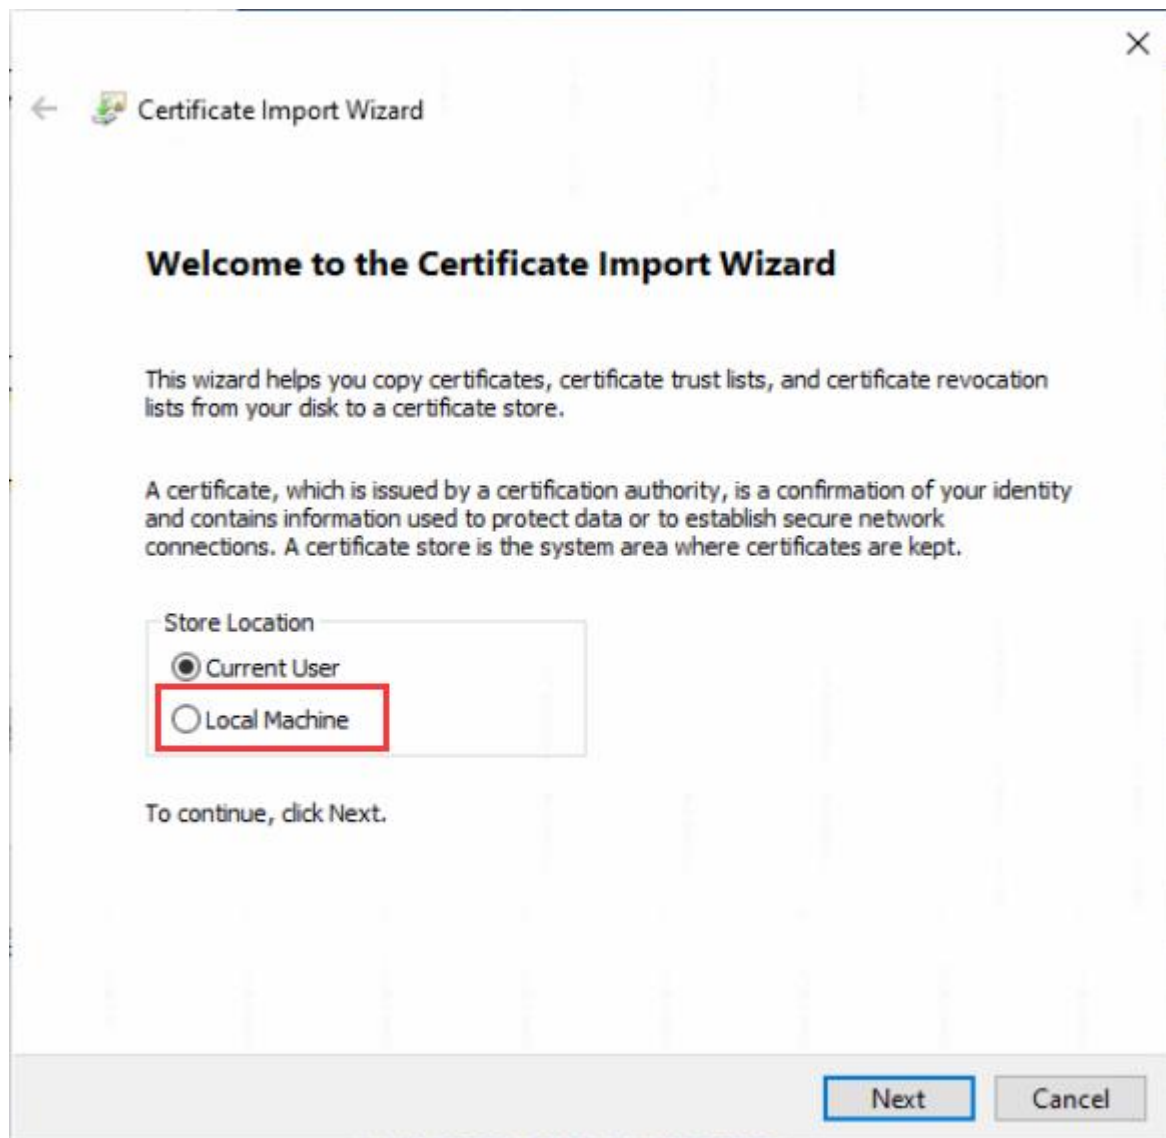 Certificate Import Wizard
Welcome to the Certificate Import Wizard
This wizard helps you copy certificates, certificate trust lists, and certificate revocation
lists from your disk to a certificate store.
A certificate, which is issued by a certification authority, is a confirmation of your identity
and contains information used to protect data or to establish secure network
connections. A certificate store is the system area where certificates are kept.
Store Location
Current User
Local Machine
To continue, click Next.
Next
Cancel